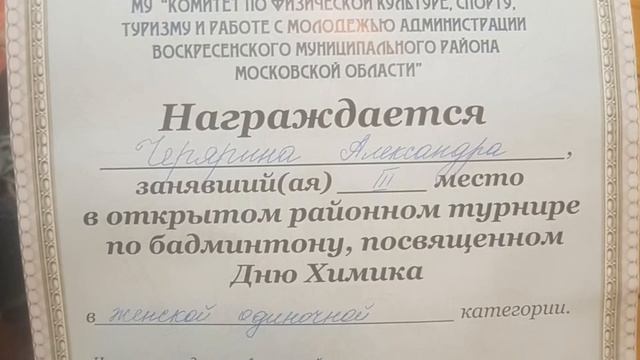 МУ "КОМИТЕТ ПО ФИЗИЧЕСКОЙ КУЛЬТУРЕ, СПОРТУ,
ТУРИЗМУ И РАБОТЕ С МОЛОДЕЖЬЮ АДМИНИСТРАЦИИ
ВОСКРЕСЕНСКОГО МУНИЦИПАЛЬНОГО РАЙОНА
МОСКОВСКОЙ ОБЛАСТИ"
Награждается
Александра,
занявший(ая) III место
в открытом районном турнире
по бадминтону, посвященном
Дню Химика
в женской одиночной категории.